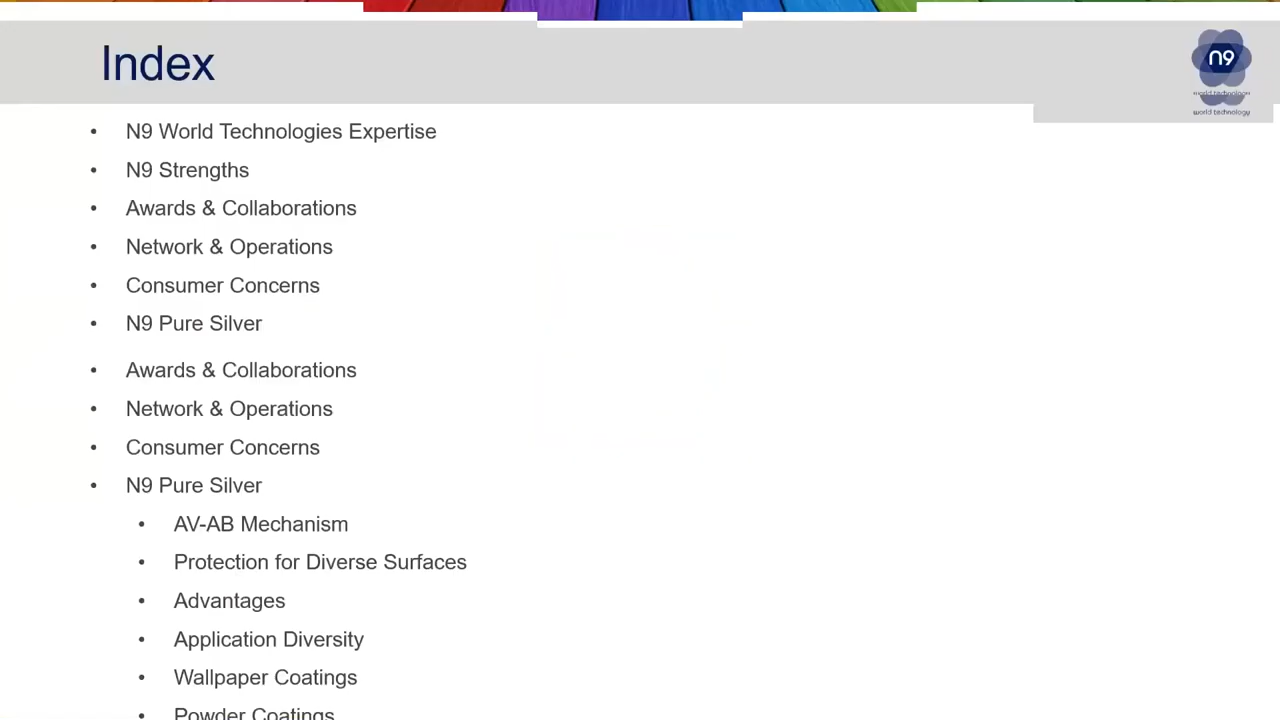 Index
n9
world technology
world technology
• N9 World Technologies Expertise
• N9 Strengths
• Awards & Collaborations
• Network & Operations
• Consumer Concerns
• N9 Pure Silver
• Awards & Collaborations
• Network & Operations
• Consumer Concerns
• N9 Pure Silver
• AV-AB Mechanism
• Protection for Diverse Surfaces
• Advantages
• Application Diversity
• Wallpaper Coatings
• Powder Coatings